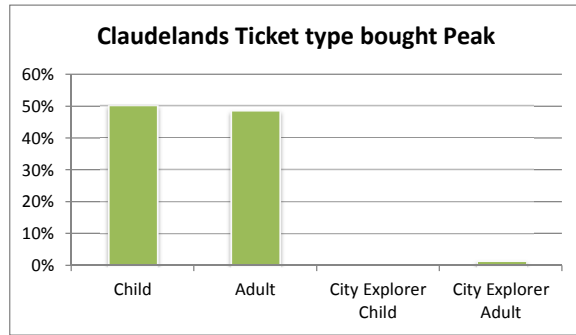 Claudelands Ticket type bought Peak
60%
50%
40%
30%
20%
10%
0%
Child Adult City Explorer City Explorer
Child Adult